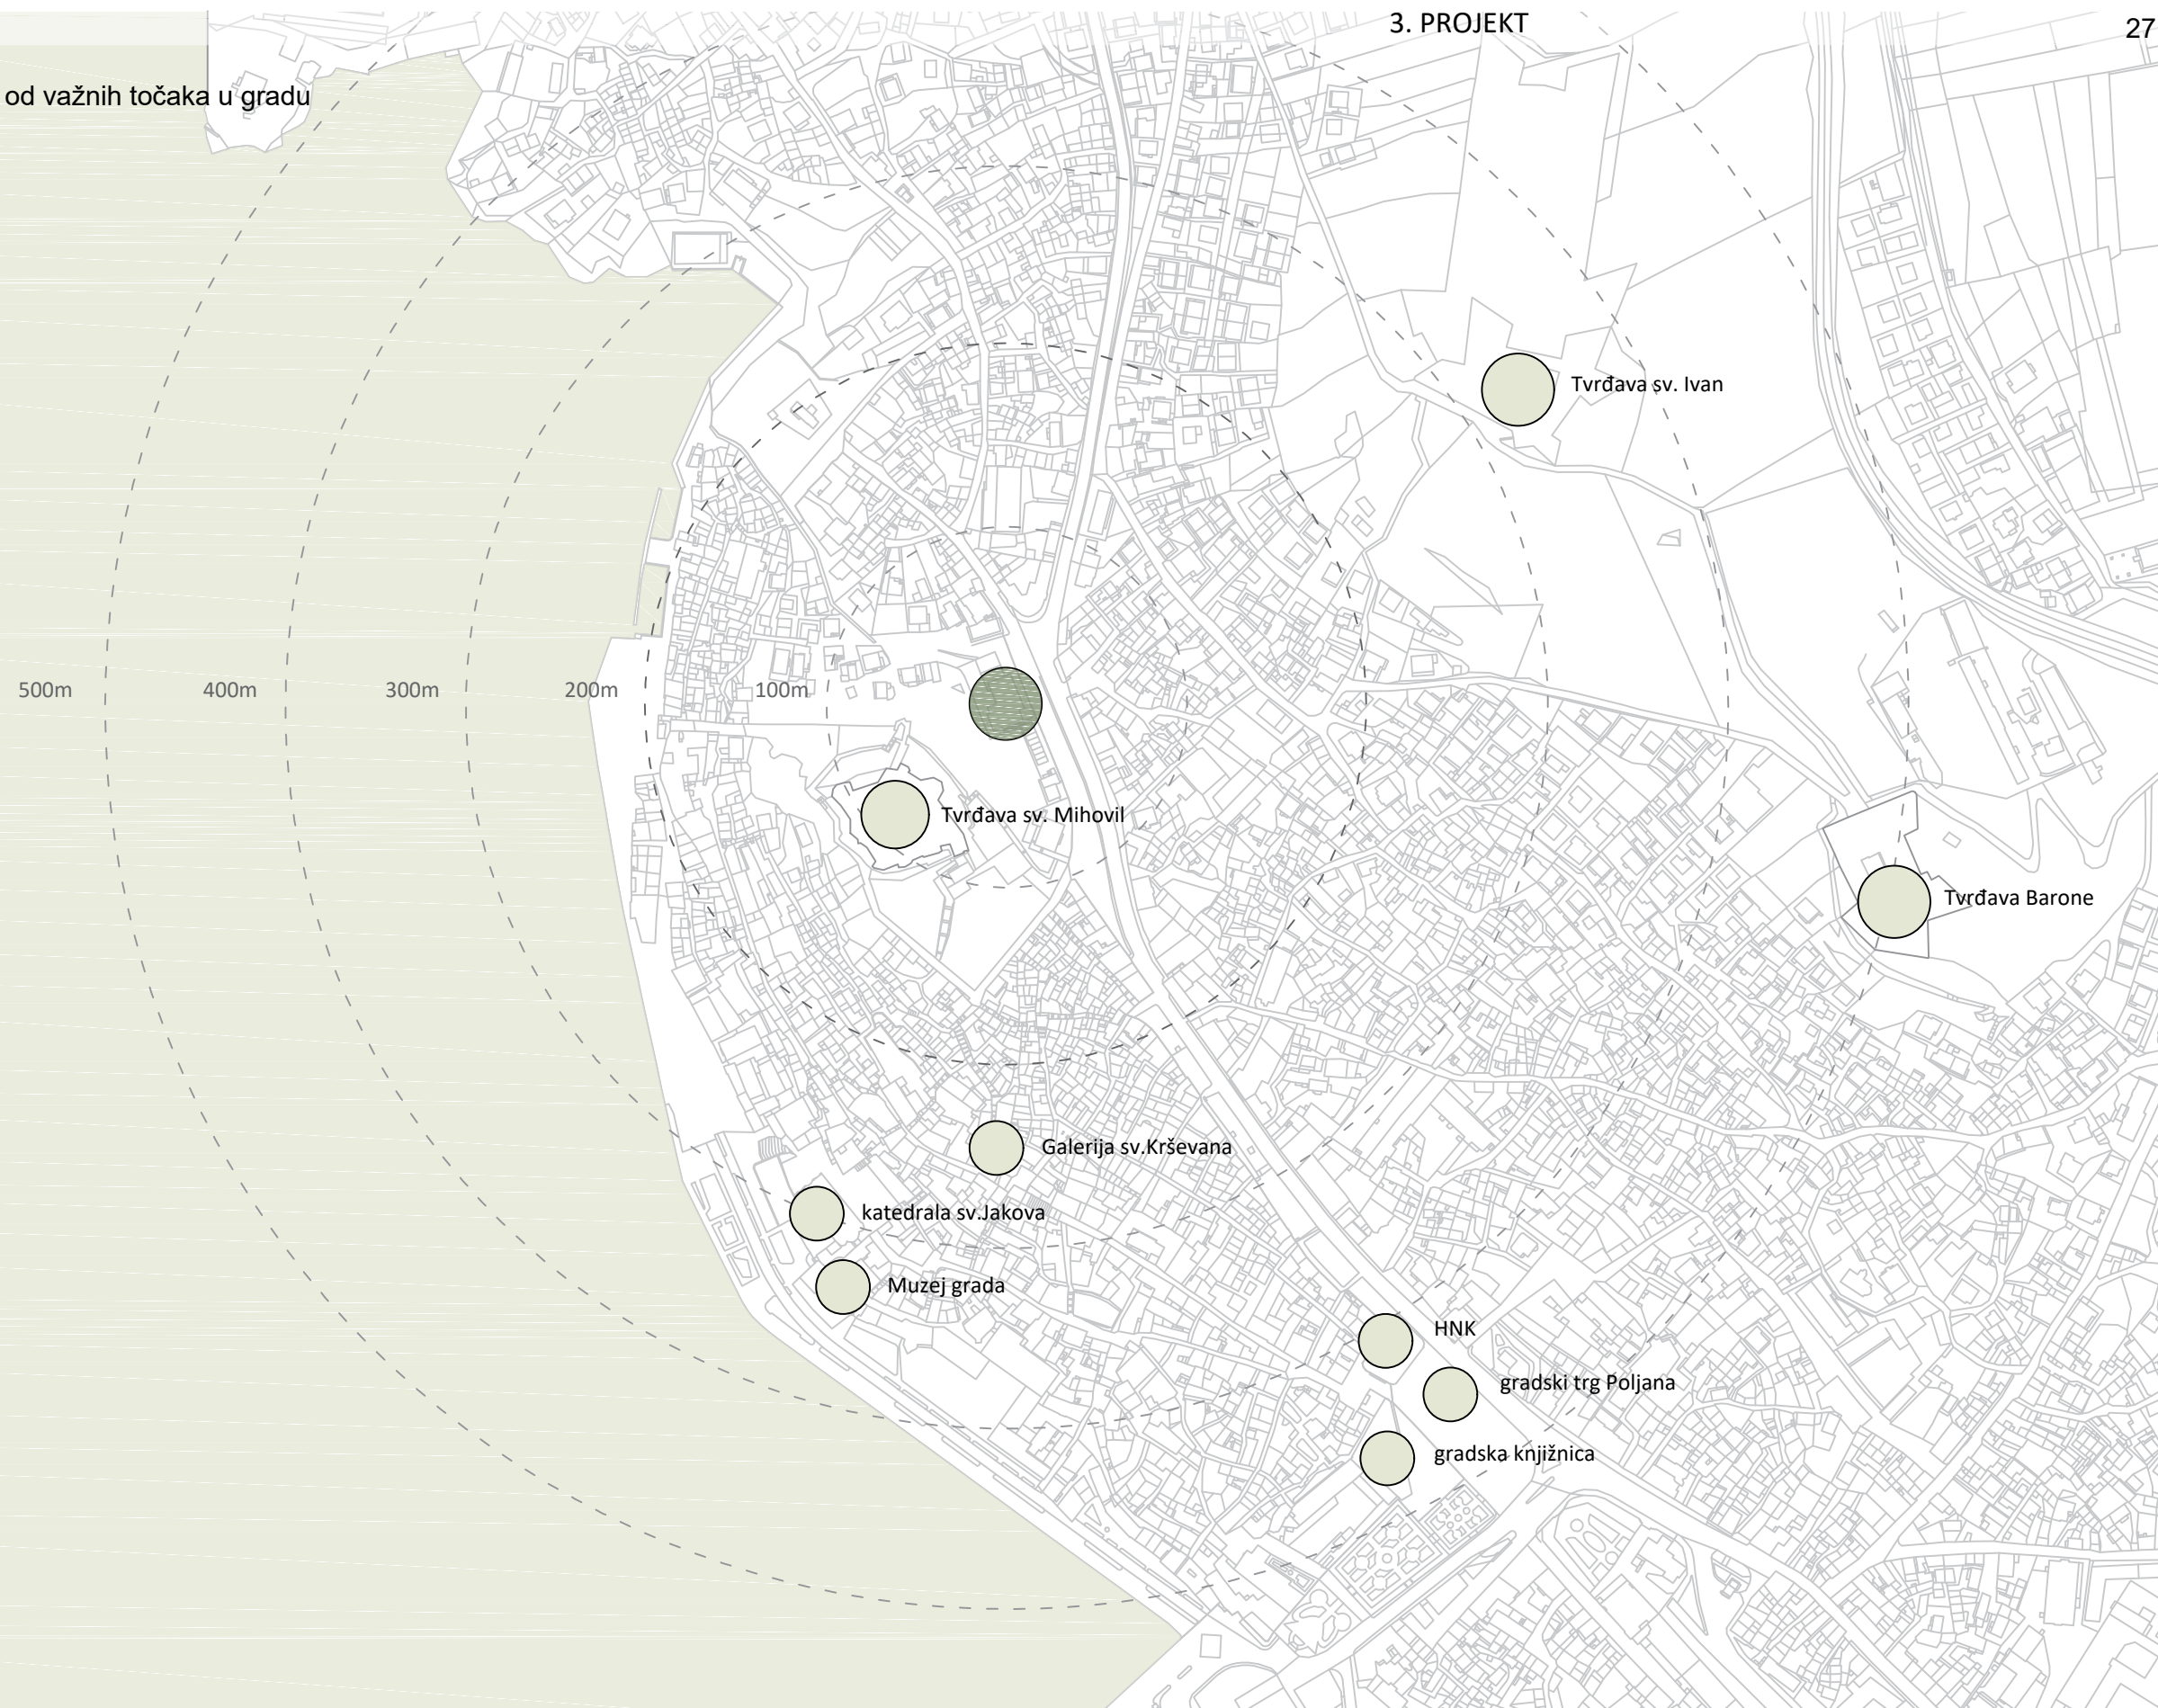 3. PROJEKT
27
od važnih točaka u gradu
Tvrđava sv. Ivan
500m
400m
300m
200m
100m
Tvrđava sv. Mihovil
Tvrđava Barone
Galerija sv.Krševana
katedrala sv.Jakova
Muzej grada
HNK
gradski trg Poljana
gradska knjižnica